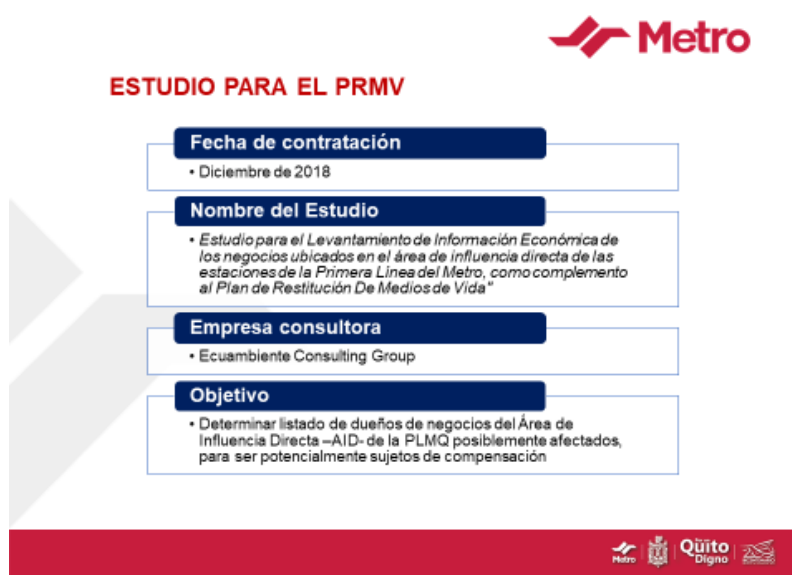 Metro
ESTUDIO PARA EL PRMV
Fecha de contratación
• Diciembre de 2018
Nombre del Estudio
• Estudio para el Levantamiento de Información Económica de
los negocios ubicados en el área de influencia directa de las
estaciones de la Primera Línea del Metro, como complemento
al Plan de Restitución De Medios de Vida"
Empresa consultora
• Ecuambiente Consulting Group
Objetivo
• Determinar listado de dueños de negocios del Área de
Influencia Directa –AID- de la PLMQ posiblemente afectados,
para ser potencialmente sujetos de compensación
Metro
Quito
Digno